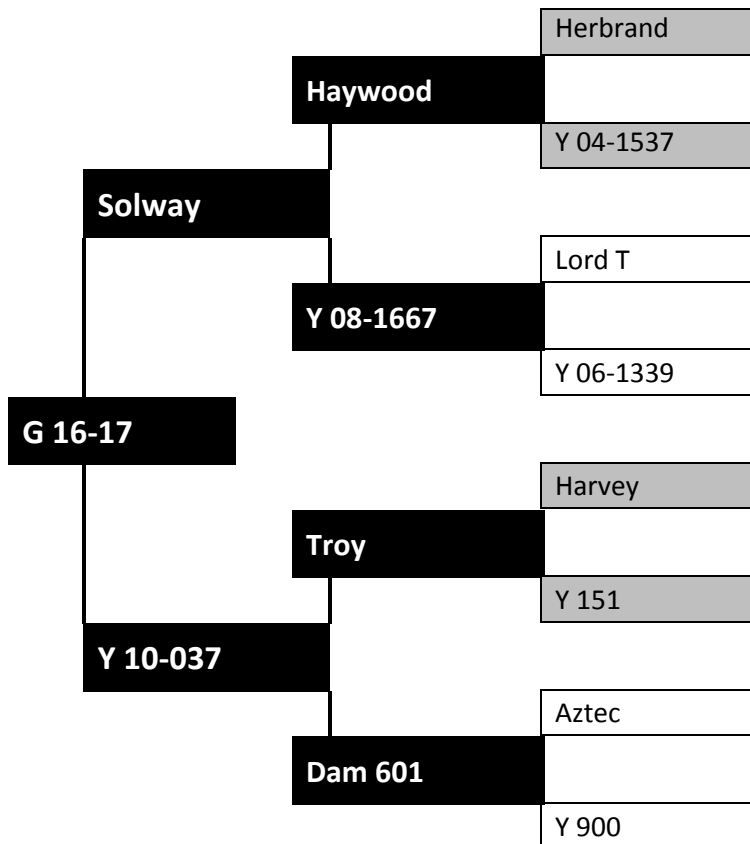 Herbrand
Haywood
Y 04-1537
Solway
Lord T
Y 08-1667
Y 06-1339
G 16-17
Harvey
Troy
Y 151
Y 10-037
Aztec
Dam 601
Y 900